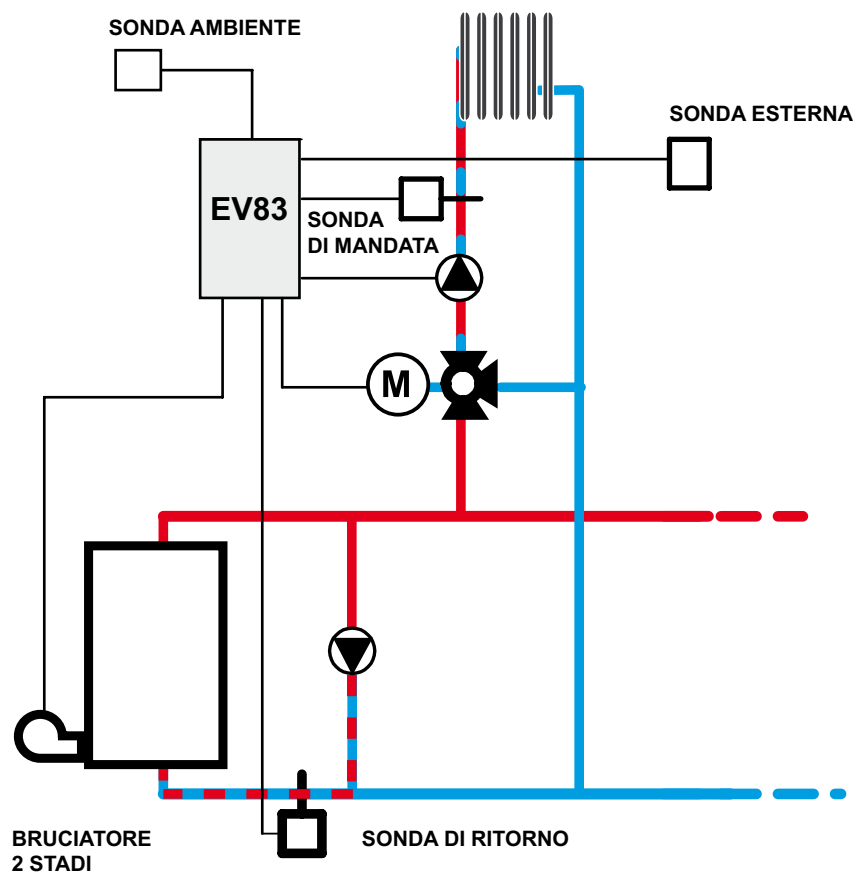 SONDA AMBIENTE
SONDA ESTERNA
EV83
SONDA
DI MANDATA
M
BRUCIATORE
2 STADI
SONDA DI RITORNO